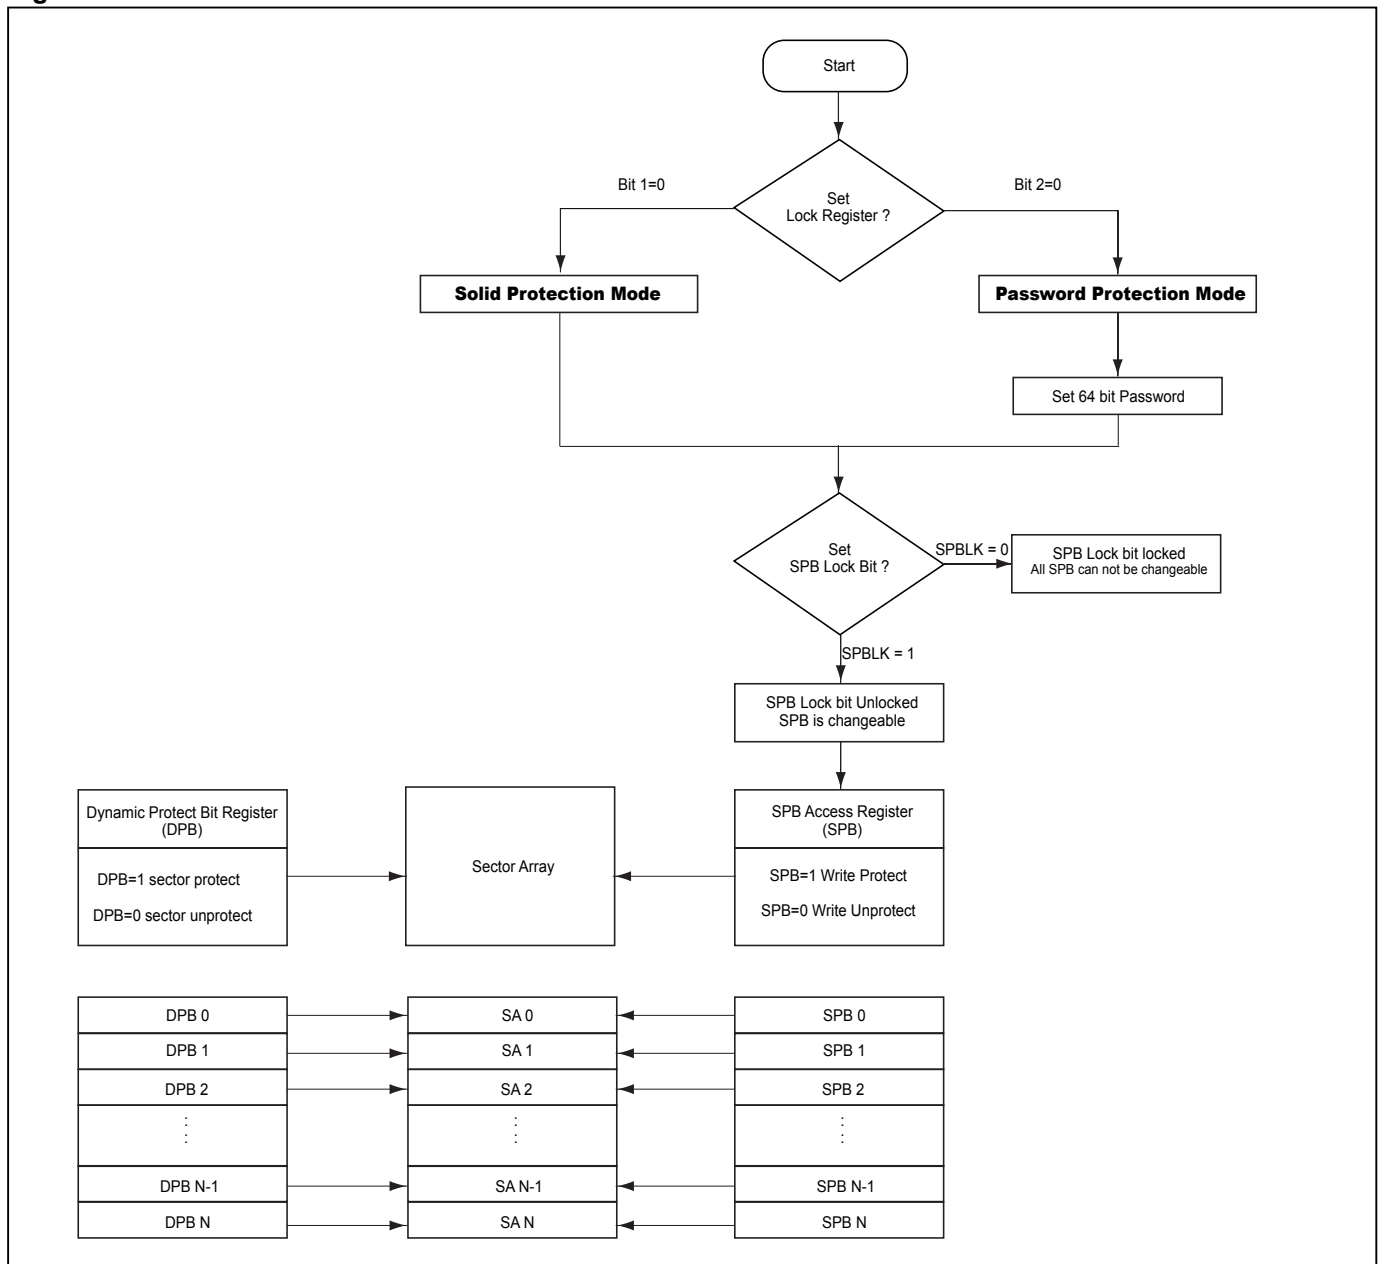 Start
Bit 1=0
Set
Lock Register ?
Bit 2=0
Solid Protection Mode
Password Protection Mode
Set 64 bit Password
Set
SPB Lock Bit ?
SPBLK = 0
SPB Lock bit locked
All SPB can not be changeable
SPBLK = 1
SPB Lock bit Unlocked
SPB is changeable
Dynamic Protect Bit Register
(DPB)
DPB=1 sector protect
DPB=0 sector unprotect
Sector Array
SPB Access Register
(SPB)
SPB=1 Write Protect
SPB=0 Write Unprotect
DPB 0
SA 0
SPB 0
DPB 1
SA 1
SPB 1
DPB 2
SA 2
SPB 2
DPB N-1
SA N-1
SPB N-1
DPB N
SA N
SPB N